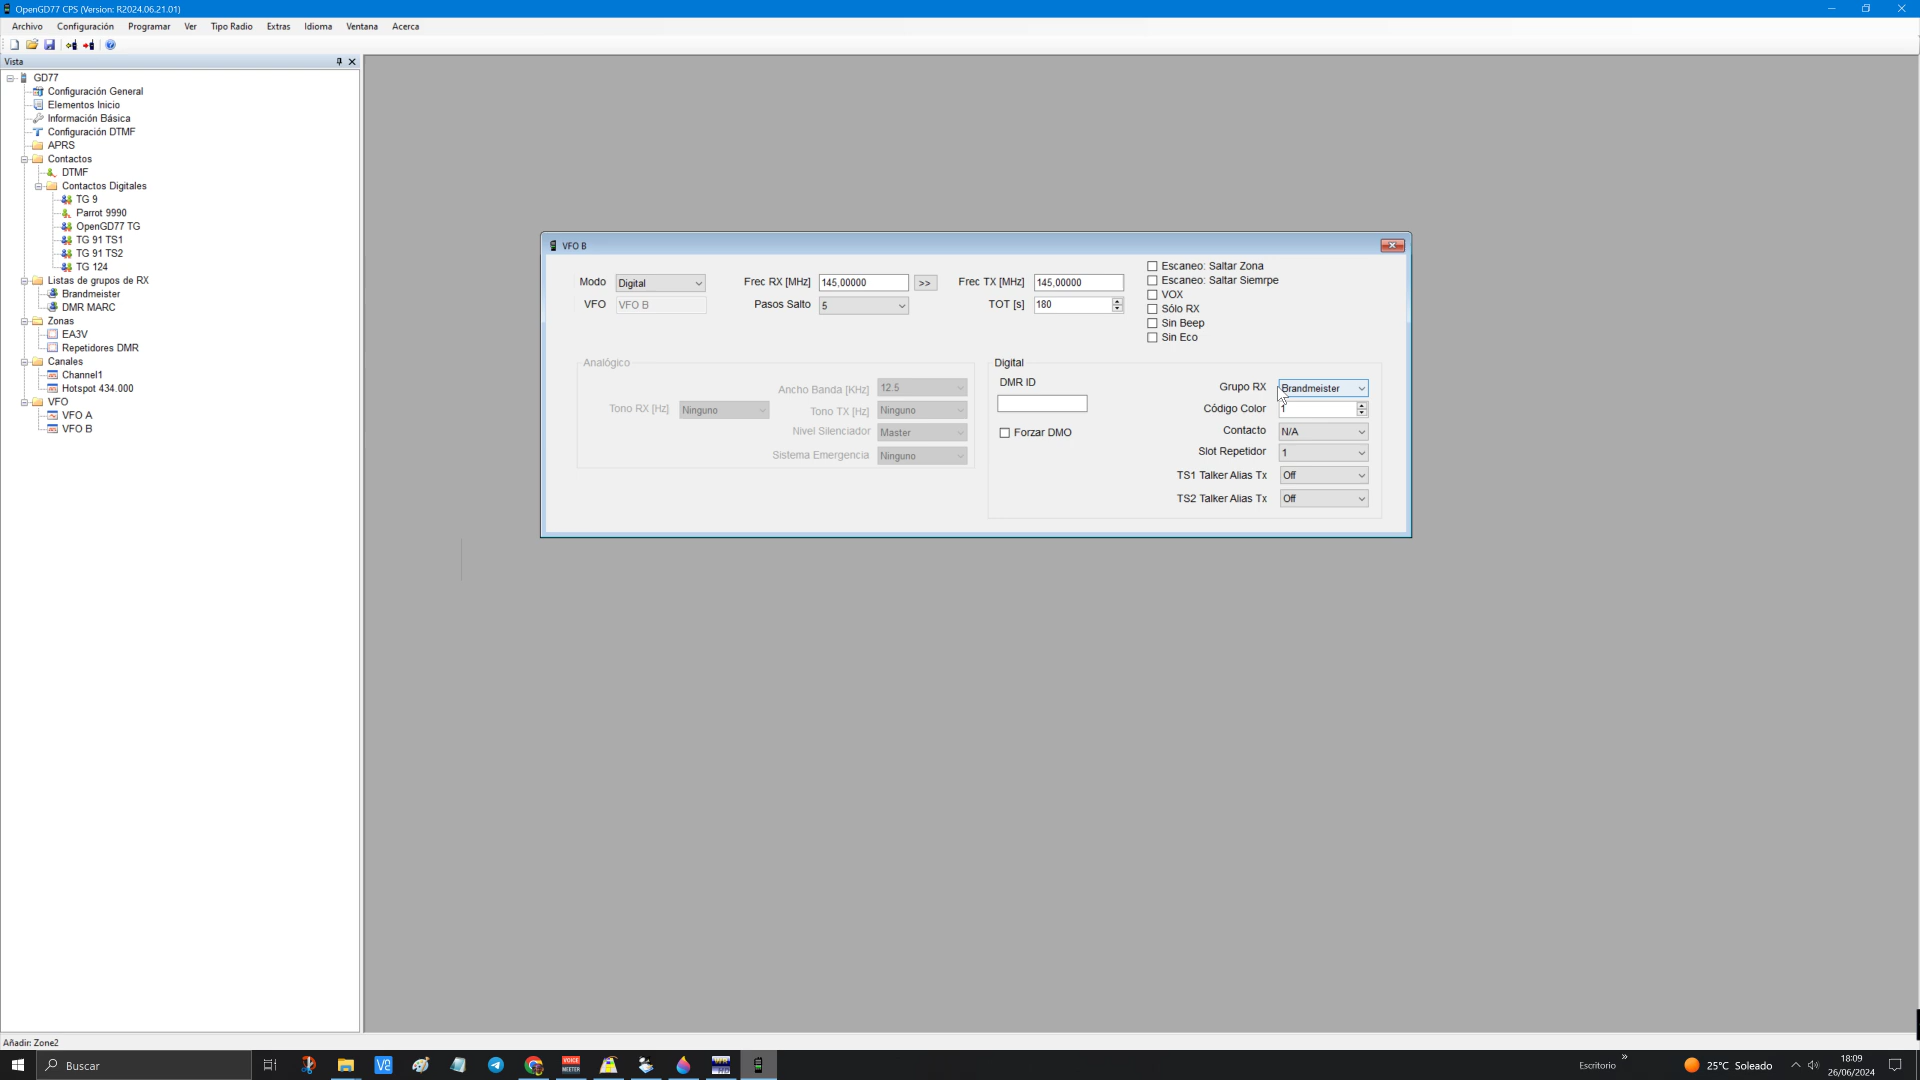 OpenGD77 CPS (Version: R2024.06.21.01)
Archivo Configuración Programar Ver Tipo Radio Extras Idioma Ventana Acerca
Vista
GD77
Configuración General
Elementos Inicio
Información Básica
Configuración DTMF
APRS
Contactos
DTMF
Contactos Digitales
TG 9
Parrot 9990
OpenGD77 TG
TG 91 TS1
TG 91 TS2
TG 124
Listas de grupos de RX
Brandmeister
DMR MARC
Zonas
EA3V
Repetidores DMR
Canales
Channel1
Hotspot 434.000
VFO
VFO A
VFO B
VFO B
Modo Digital Frec RX [MHz] 145,00000 >> Frec TX [MHz] 145,00000
VFO VFO B Pasos Salto 5 TOT [s] 180
Escaneo: Saltar Zona
Escaneo: Saltar Siemrpe
VOX
Sólo RX
Sin Beep
Sin Eco
Analógico
Ancho Banda [KHz] 12.5
Tono RX [Hz] Ninguno Tono TX [Hz] Ninguno
Nivel Silenciador Master
Sistema Emergencia Ninguno
Digital
DMR ID
Forzar DMO
Grupo RX Brandmeister
Código Color 1
Contacto N/A
Slot Repetidor 1
TS1 Talker Alias Tx Off
TS2 Talker Alias Tx Off
Añadir: Zone2
Buscar
V2
VOICE
MEETER
Escritorio
»
25°C Soleado
18:09
26/06/2024